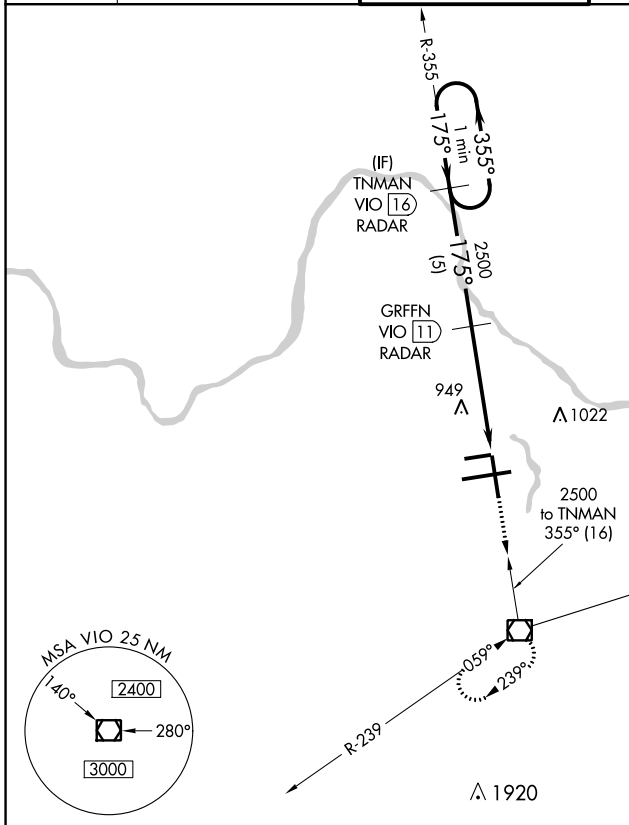 R-355
175°
1 min
355°
(IF)
TNMAN
VIO 16
RADAR
2500
175°
(5)
GRFFN
VIO 11
RADAR
949
1022
2500
to TNMAN
355° (16)
059°
239°
R-239
MSA VIO 25 NM
140°
2400
280°
3000
1920